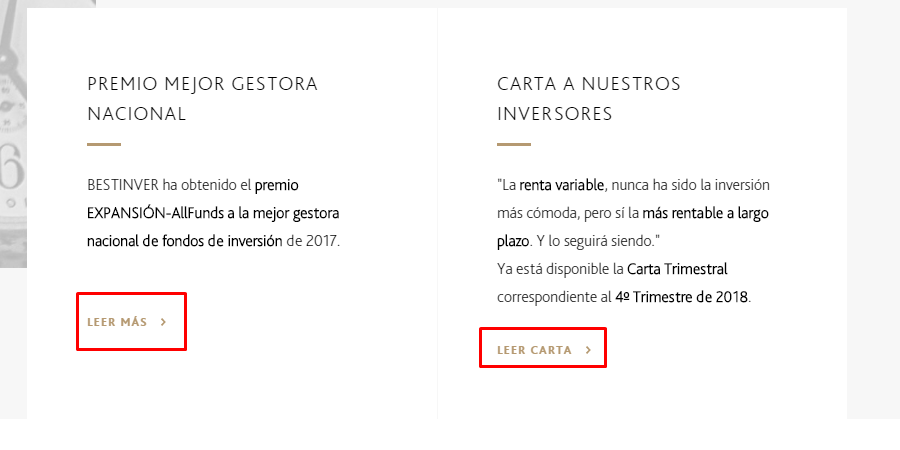 PREMIO MEJOR GESTORA
NACIONAL
BESTINVER ha obtenido el premio
EXPANSIÓN-AllFunds a la mejor gestora
nacional de fondos de inversión de 2017.
LEER MÁS >
CARTA A NUESTROS
INVERSORES
"La renta variable, nunca ha sido la inversión
más cómoda, pero sí la más rentable a largo
plazo. Y lo seguirá siendo."
Ya está disponible la Carta Trimestral
correspondiente al 4º Trimestre de 2018.
LEER CARTA >
6